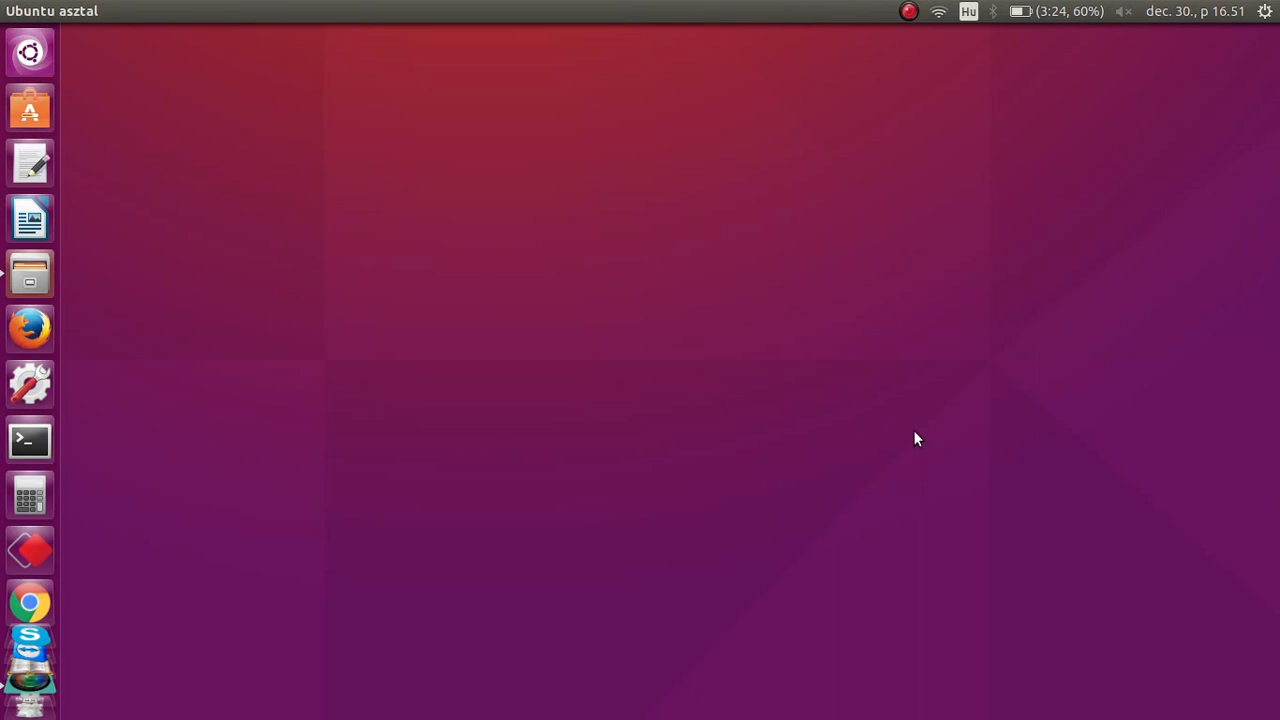 Ubuntu asztal
Hu (3:24, 60%) dec. 30., p 16.51